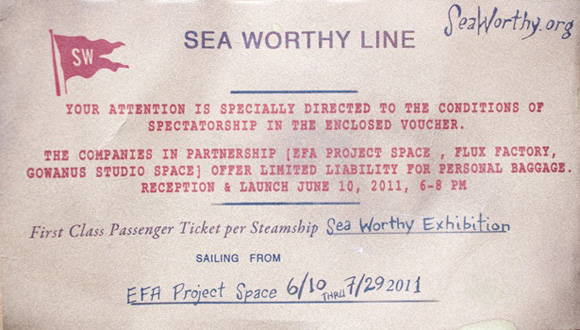 SeaWorthy.org
SW
SEA WORTHY LINE
YOUR ATTENTION IS SPECIALLY DIRECTED TO THE CONDITIONS OF
SPECTATORSHIP IN THE ENCLOSED VOUCHER.
THE COMPANIES IN PARTNERSHIP [EFA PROJECT SPACE , FLUX FACTORY,
GOWANUS STUDIO SPACE] OFFER LIMITED LIABILITY FOR PERSONAL BAGGAGE.
RECEPTION & LAUNCH JUNE 10, 2011, 6-8 PM
First Class Passenger Ticket per Steamship Sea Worthy Exhibition
SAILING FROM
EFA Project Space 6/10 THRU 7/29 2011